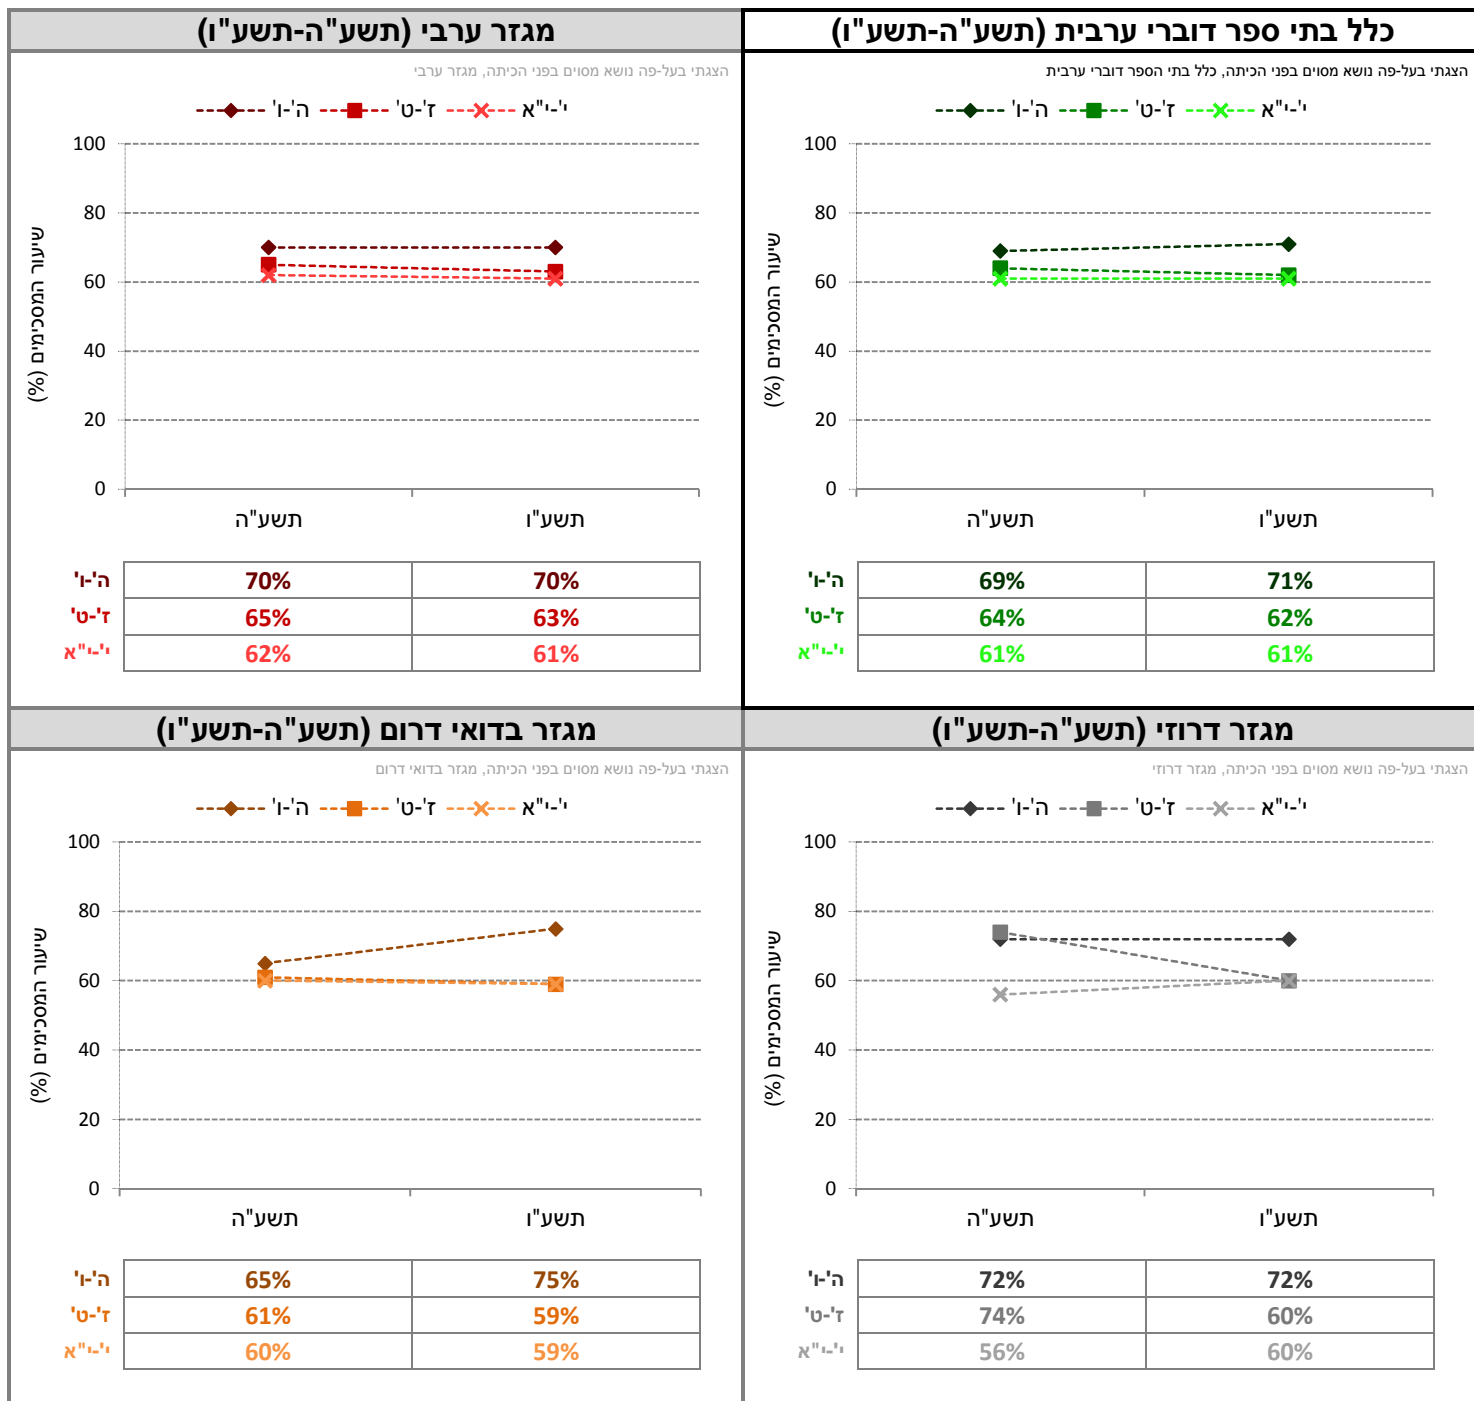 כלל בתי ספר דוברי ערבית (תשע"ה-תשע"ו)
הצגתי בעל-פה נושא מסוים בפני הכיתה, כלל בתי הספר דוברי ערבית
ה'-ו' ז'-ט' י'-י"א
שיעור המסכימים (%)
100
80
60
40
20
0
תשע"ה תשע"ו
ה'-ו' 69% 71%
ז'-ט' 64% 62%
י'-י"א 61% 61%
מגזר ערבי (תשע"ה-תשע"ו)
הצגתי בעל-פה נושא מסוים בפני הכיתה, מגזר ערבי
ה'-ו' ז'-ט' י'-י"א
שיעור המסכימים (%)
100
80
60
40
20
0
תשע"ה תשע"ו
ה'-ו' 70% 70%
ז'-ט' 65% 63%
י'-י"א 62% 61%
מגזר דרוזי (תשע"ה-תשע"ו)
הצגתי בעל-פה נושא מסוים בפני הכיתה, מגזר דרוזי
ה'-ו' ז'-ט' י'-י"א
שיעור המסכימים (%)
100
80
60
40
20
0
תשע"ה תשע"ו
ה'-ו' 72% 72%
ז'-ט' 74% 60%
י'-י"א 56% 60%
מגזר בדואי דרום (תשע"ה-תשע"ו)
הצגתי בעל-פה נושא מסוים בפני הכיתה, מגזר בדואי דרום
ה'-ו' ז'-ט' י'-י"א
שיעור המסכימים (%)
100
80
60
40
20
0
תשע"ה תשע"ו
ה'-ו' 65% 75%
ז'-ט' 61% 59%
י'-י"א 60% 59%